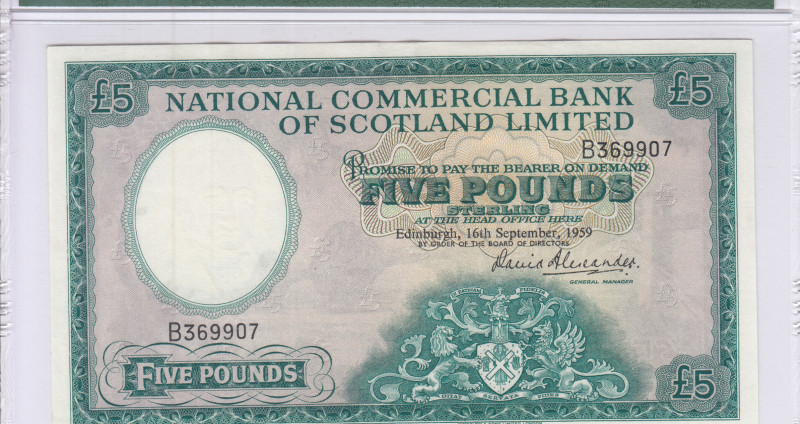 £5
£5
NATIONAL COMMERCIAL BANK
OF SCOTLAND LIMITED
B369907
PROMISE TO PAY THE BEARER ON DEMAND
FIVE POUNDS
STERLING
AT THE HEAD OFFICE HERE
Edinburgh, 16th September, 1959
BY ORDER OF THE BOARD OF DIRECTORS
David Alexander.
GENERAL MANAGER
B369907
FIVE POUNDS
£5